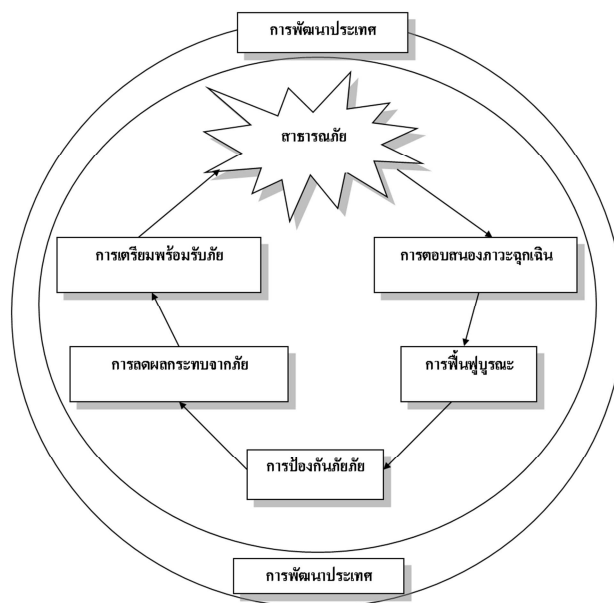 การพัฒนาประเทศ
สาธารณภัย
การเตรียมพร้อมรับภัย
การตอบสนองภาวะฉุกเฉิน
การลดผลกระทบจากภัย
การฟื้นฟูบูรณะ
การป้องกันภัยภัย
การพัฒนาประเทศ